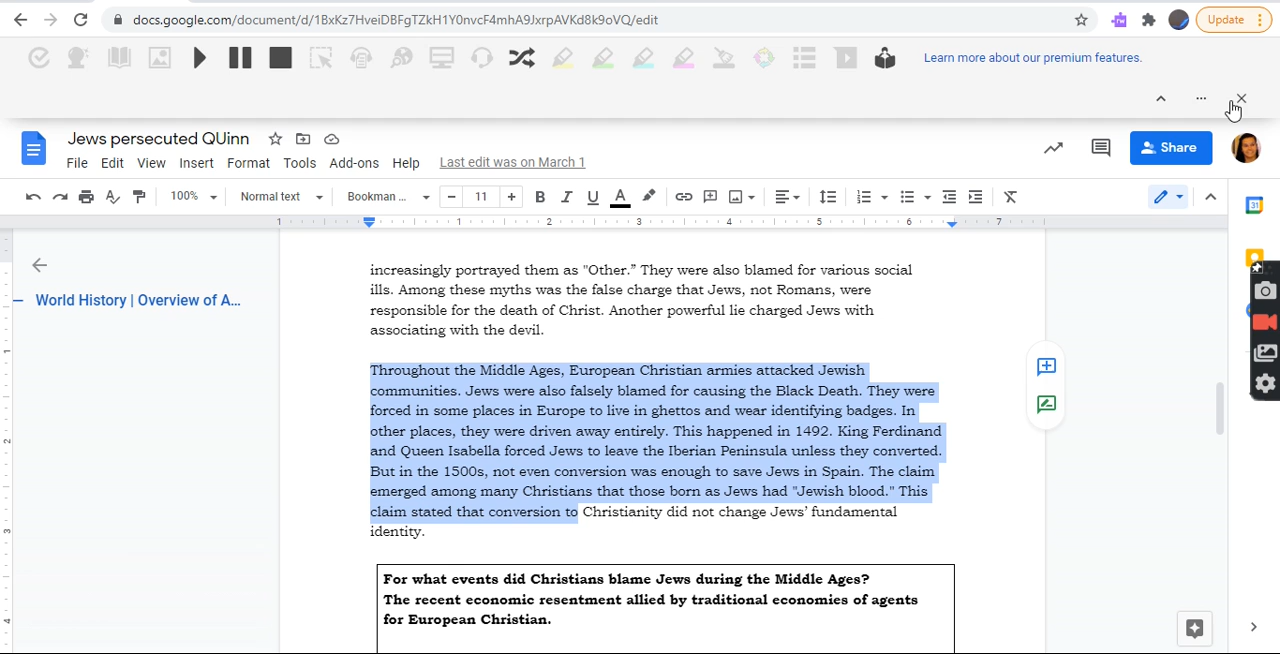 docs.google.com/document/d/1BxKz7HveiDBFgTZkH1Y0nvcF4mhA9JxrpAVKd8k9oVQ/edit
Update
Learn more about our premium features.
Jews persecuted QUinn
File Edit View Insert Format Tools Add-ons Help Last edit was on March 1
Share
100% Normal text Bookman ... 11
1 1 2 3 4 5 6 7
World History | Overview of A...
increasingly portrayed them as "Other." They were also blamed for various social
ills. Among these myths was the false charge that Jews, not Romans, were
responsible for the death of Christ. Another powerful lie charged Jews with
associating with the devil.
Throughout the Middle Ages, European Christian armies attacked Jewish
communities. Jews were also falsely blamed for causing the Black Death. They were
forced in some places in Europe to live in ghettos and wear identifying badges. In
other places, they were driven away entirely. This happened in 1492. King Ferdinand
and Queen Isabella forced Jews to leave the Iberian Peninsula unless they converted.
But in the 1500s, not even conversion was enough to save Jews in Spain. The claim
emerged among many Christians that those born as Jews had "Jewish blood." This
claim stated that conversion to Christianity did not change Jews' fundamental
identity.
For what events did Christians blame Jews during the Middle Ages?
The recent economic resentment allied by traditional economies of agents
for European Christian.